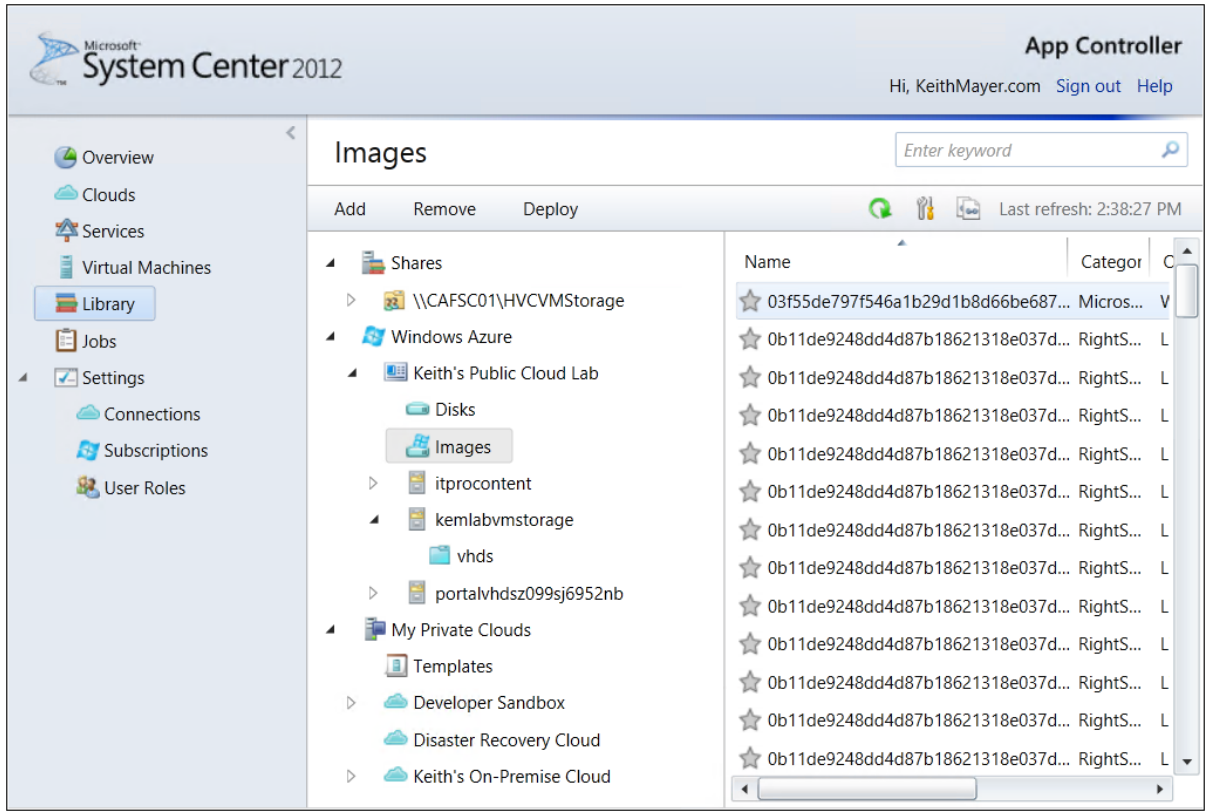 Microsoft
System Center 2012
App Controller
Hi, KeithMayer.com Sign out Help
Overview
Clouds
Services
Virtual Machines
Library
Jobs
Settings
Connections
Subscriptions
User Roles
Images
Enter keyword
Add Remove Deploy
Last refresh: 2:38:27 PM
Shares
\\CAFSC01\HVCVMStorage
Windows Azure
Keith's Public Cloud Lab
Disks
Images
itprocontent
kemlabvmstorage
vhds
portalvhdsz099sj6952nb
My Private Clouds
Templates
Developer Sandbox
Disaster Recovery Cloud
Keith's On-Premise Cloud
Name Categor
03f55de797f546a1b29d1b8d66be687... Micros...
0b11de9248dd4d87b18621318e037d... RightS... L
0b11de9248dd4d87b18621318e037d... RightS... L
0b11de9248dd4d87b18621318e037d... RightS... L
0b11de9248dd4d87b18621318e037d... RightS... L
0b11de9248dd4d87b18621318e037d... RightS... L
0b11de9248dd4d87b18621318e037d... RightS... L
0b11de9248dd4d87b18621318e037d... RightS... L
0b11de9248dd4d87b18621318e037d... RightS... L
0b11de9248dd4d87b18621318e037d... RightS... L
0b11de9248dd4d87b18621318e037d... RightS... L
0b11de9248dd4d87b18621318e037d... RightS... L
0b11de9248dd4d87b18621318e037d... RightS... L